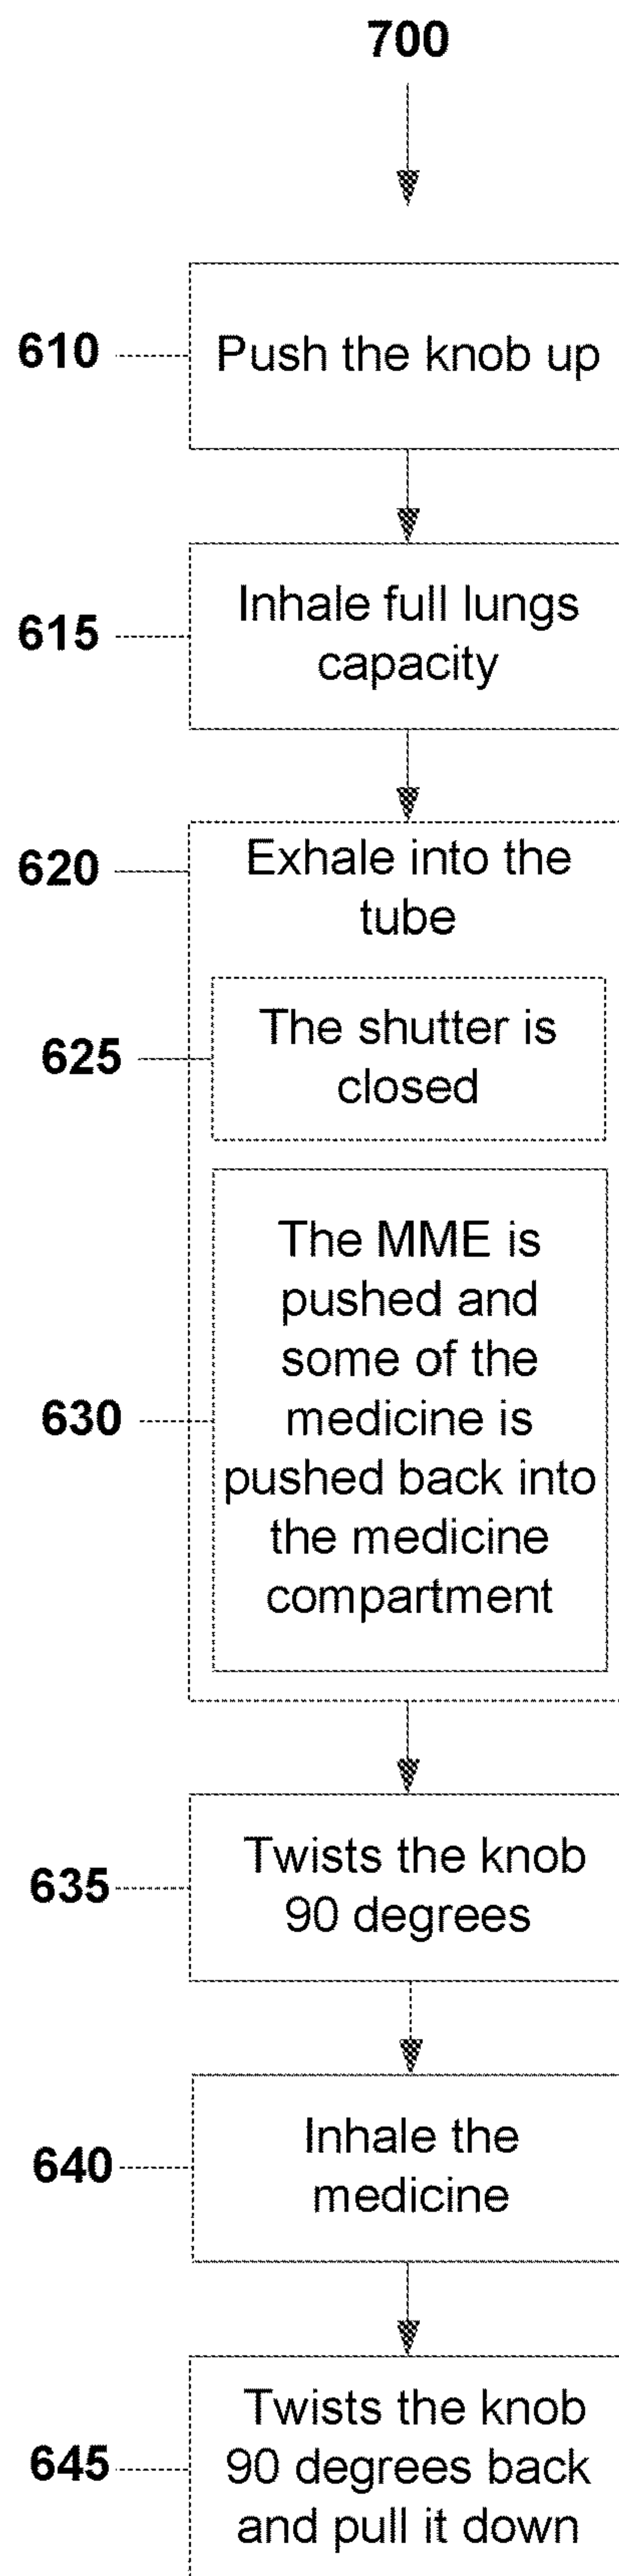 700
610
Push the knob up
615
Inhale full lungs
capacity
620
Exhale into the
tube
625
The shutter is
closed
630
The MME is
pushed and
some of the
medicine is
pushed back into
the medicine
compartment
635
Twists the knob
90 degrees
640
Inhale the
medicine
645
Twists the knob
90 degrees back
and pull it down